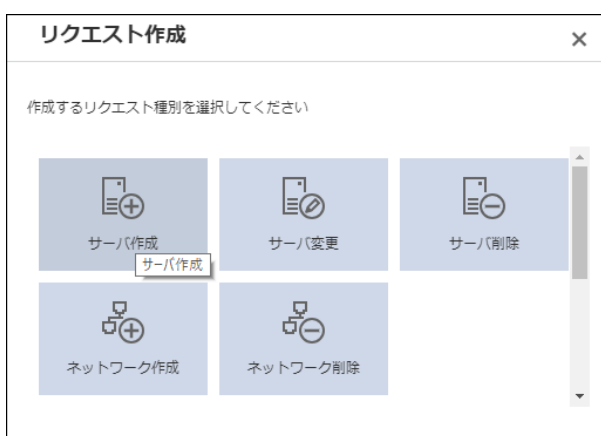 リクエスト作成
作成するリクエスト種別を選択してください
サーバ作成
サーバ変更
サーバ削除
サーバ作成
ネットワーク作成
ネットワーク削除